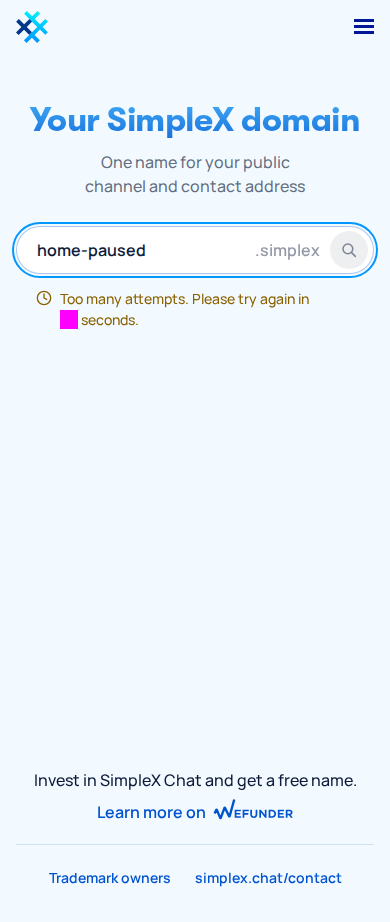 Your SimpleX domain
One name for your public
channel and contact address
home-paused .simplex
Too many attempts. Please try again in
seconds.
Invest in SimpleX Chat and get a free name.
Learn more on WEFUNDER
Trademark owners simplex.chat/contact